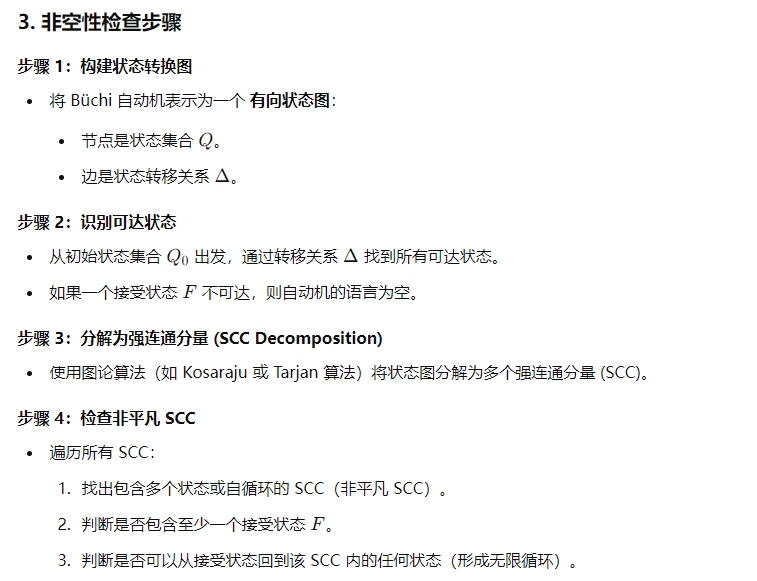 3. 非空性检查步骤
步骤 1：构建状态转换图
• 将 Büchi 自动机表示为一个 有向状态图：
• 节点是状态集合 Q。
• 边是状态转移关系 Δ。
步骤 2：识别可达状态
• 从初始状态集合 Q₀ 出发，通过转移关系 Δ 找到所有可达状态。
• 如果一个接受状态 F 不可达，则自动机的语言为空。
步骤 3：分解为强连通分量 (SCC Decomposition)
• 使用图论算法（如 Kosaraju 或 Tarjan 算法）将状态图分解为多个强连通分量 (SCC)。
步骤 4：检查非平凡 SCC
• 遍历所有 SCC：
1. 找出包含多个状态或自循环的 SCC（非平凡 SCC）。
2. 判断是否包含至少一个接受状态 F。
3. 判断是否可以从接受状态回到该 SCC 内的任何状态（形成无限循环）。